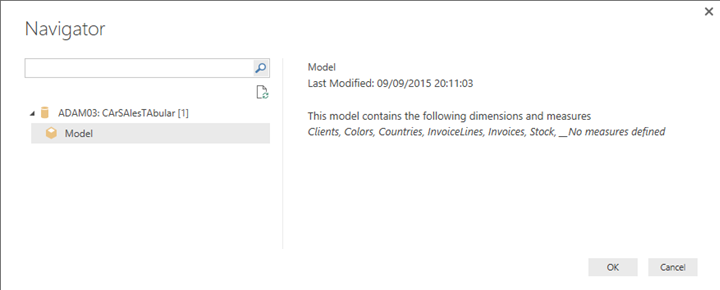 Navigator
ADAM03: CArSAlesTAbular [1]
Model
Model
Last Modified: 09/09/2015 20:11:03
This model contains the following dimensions and measures
Clients, Colors, Countries, InvoiceLines, Invoices, Stock, __No measures defined
OK
Cancel